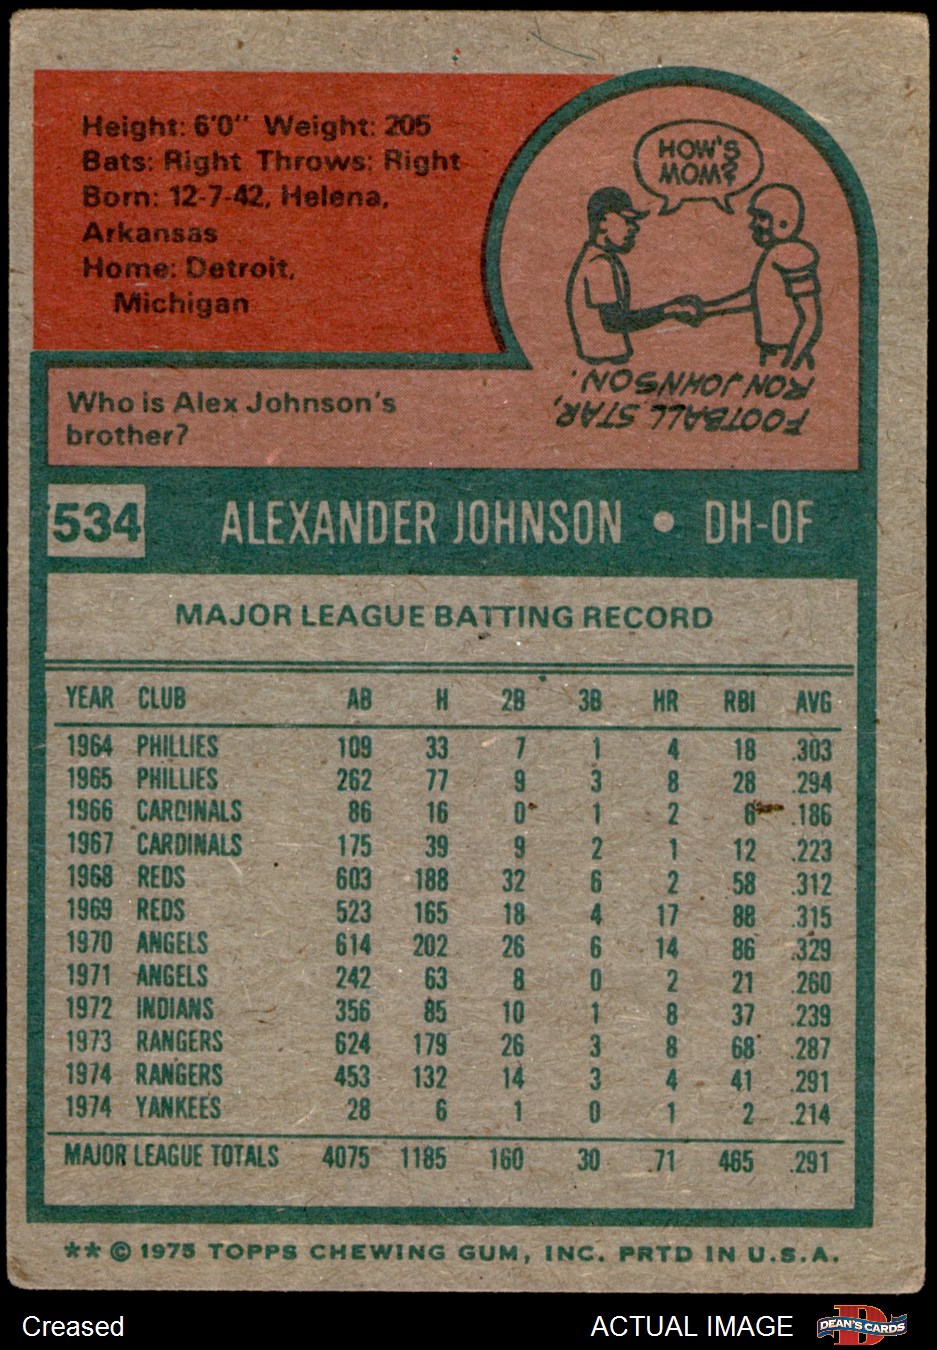 Height: 6'0" Weight: 205
Bats: Right Throws: Right
Born: 12-7-42, Helena,
Arkansas
Home: Detroit,
Michigan
HOW'S
MOM?
Who is Alex Johnson's
brother?
FOOTBALL STAR,
RON JOHNSON.
534 ALEXANDER JOHNSON • DH-OF
MAJOR LEAGUE BATTING RECORD
YEAR CLUB AB H 2B 3B HR RBI AVG
1964 PHILLIES 109 33 7 1 4 18 .303
1965 PHILLIES 262 77 9 3 8 28 .294
1966 CARDINALS 86 16 0 1 2 6 .186
1967 CARDINALS 175 39 9 2 1 12 .223
1968 REDS 603 188 32 6 2 58 .312
1969 REDS 523 165 18 4 17 88 .315
1970 ANGELS 614 202 26 6 14 86 .329
1971 ANGELS 242 63 8 0 2 21 .260
1972 INDIANS 356 85 10 1 8 37 .239
1973 RANGERS 624 179 26 3 8 68 .287
1974 RANGERS 453 132 14 3 4 41 .291
1974 YANKEES 28 6 1 0 1 2 .214
MAJOR LEAGUE TOTALS 4075 1185 160 30 71 465 .291
** © 1975 TOPPS CHEWING GUM, INC. PRTD IN U.S.A.
Creased
ACTUAL IMAGE
D
DEAN'S CARDS